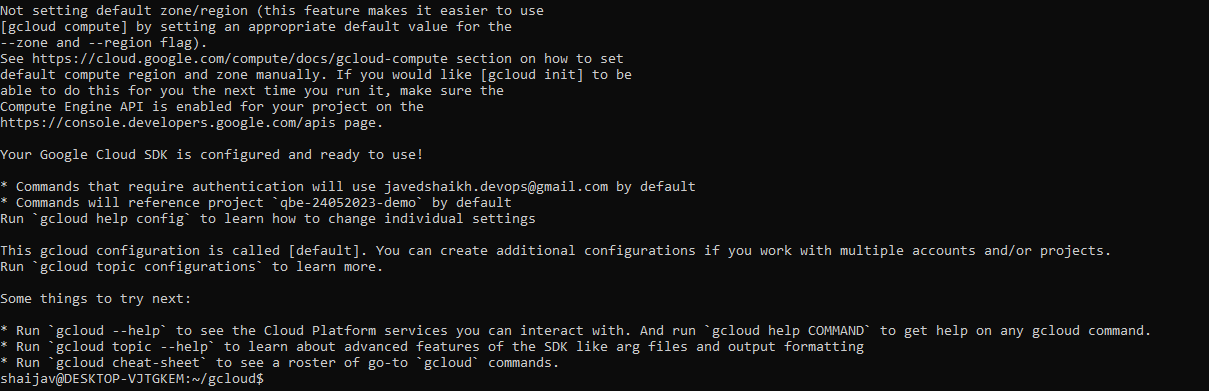 Not setting default zone/region (this feature makes it easier to use
[gcloud compute] by setting an appropriate default value for the
--zone and --region flag).
See https://cloud.google.com/compute/docs/gcloud-compute section on how to set
default compute region and zone manually. If you would like [gcloud init] to be
able to do this for you the next time you run it, make sure the
Compute Engine API is enabled for your project on the
https://console.developers.google.com/apis page.

Your Google Cloud SDK is configured and ready to use!

* Commands that require authentication will use javedshaikh.devops@gmail.com by default
* Commands will reference project `qbe-24052023-demo` by default
Run `gcloud help config` to learn how to change individual settings

This gcloud configuration is called [default]. You can create additional configurations if you work with multiple accounts and/or projects.
Run `gcloud topic configurations` to learn more.

Some things to try next:

* Run `gcloud --help` to see the Cloud Platform services you can interact with. And run `gcloud help COMMAND` to get help on any gcloud command.
* Run `gcloud topic --help` to learn about advanced features of the SDK like arg files and output formatting
* Run `gcloud cheat-sheet` to see a roster of go-to `gcloud` commands.
shaijav@DESKTOP-VJTGKEM:~/gcloud$